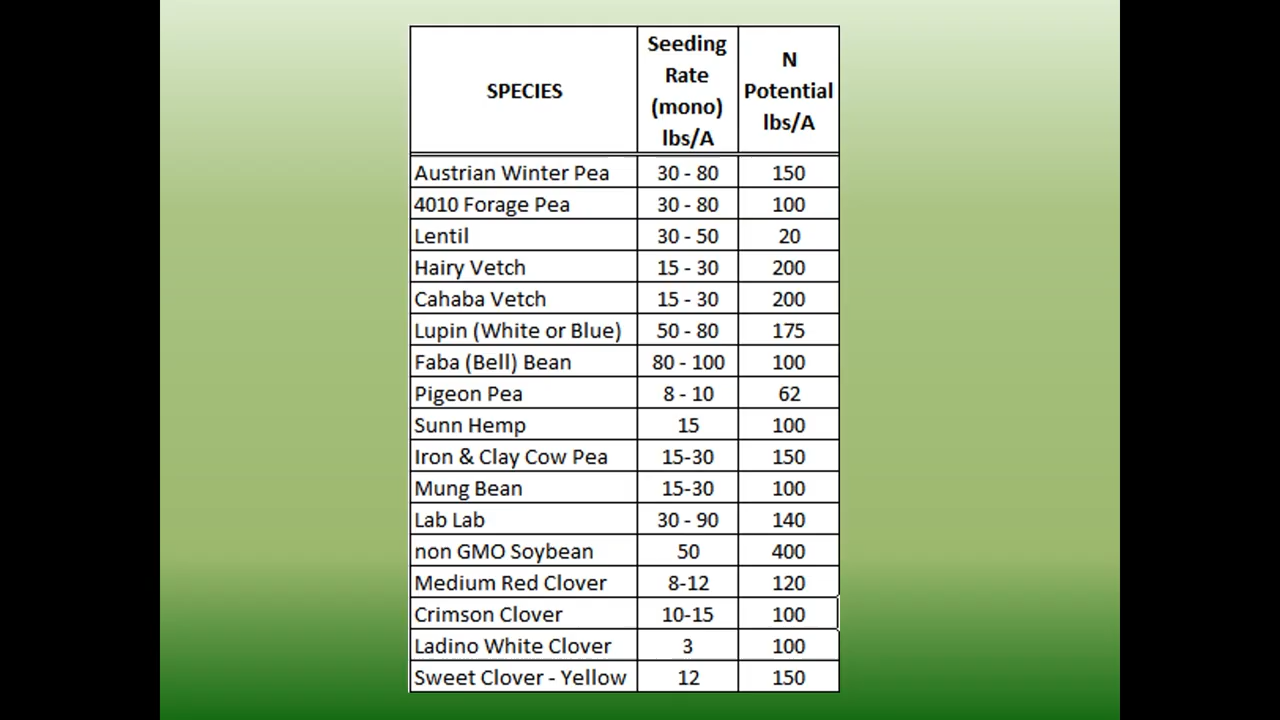 SPECIES Seeding Rate (mono) lbs/A N Potential lbs/A
Austrian Winter Pea 30 - 80 150
4010 Forage Pea 30 - 80 100
Lentil 30 - 50 20
Hairy Vetch 15 - 30 200
Cahaba Vetch 15 - 30 200
Lupin (White or Blue) 50 - 80 175
Faba (Bell) Bean 80 - 100 100
Pigeon Pea 8 - 10 62
Sunn Hemp 15 100
Iron & Clay Cow Pea 15-30 150
Mung Bean 15-30 100
Lab Lab 30 - 90 140
non GMO Soybean 50 400
Medium Red Clover 8-12 120
Crimson Clover 10-15 100
Ladino White Clover 3 100
Sweet Clover - Yellow 12 150